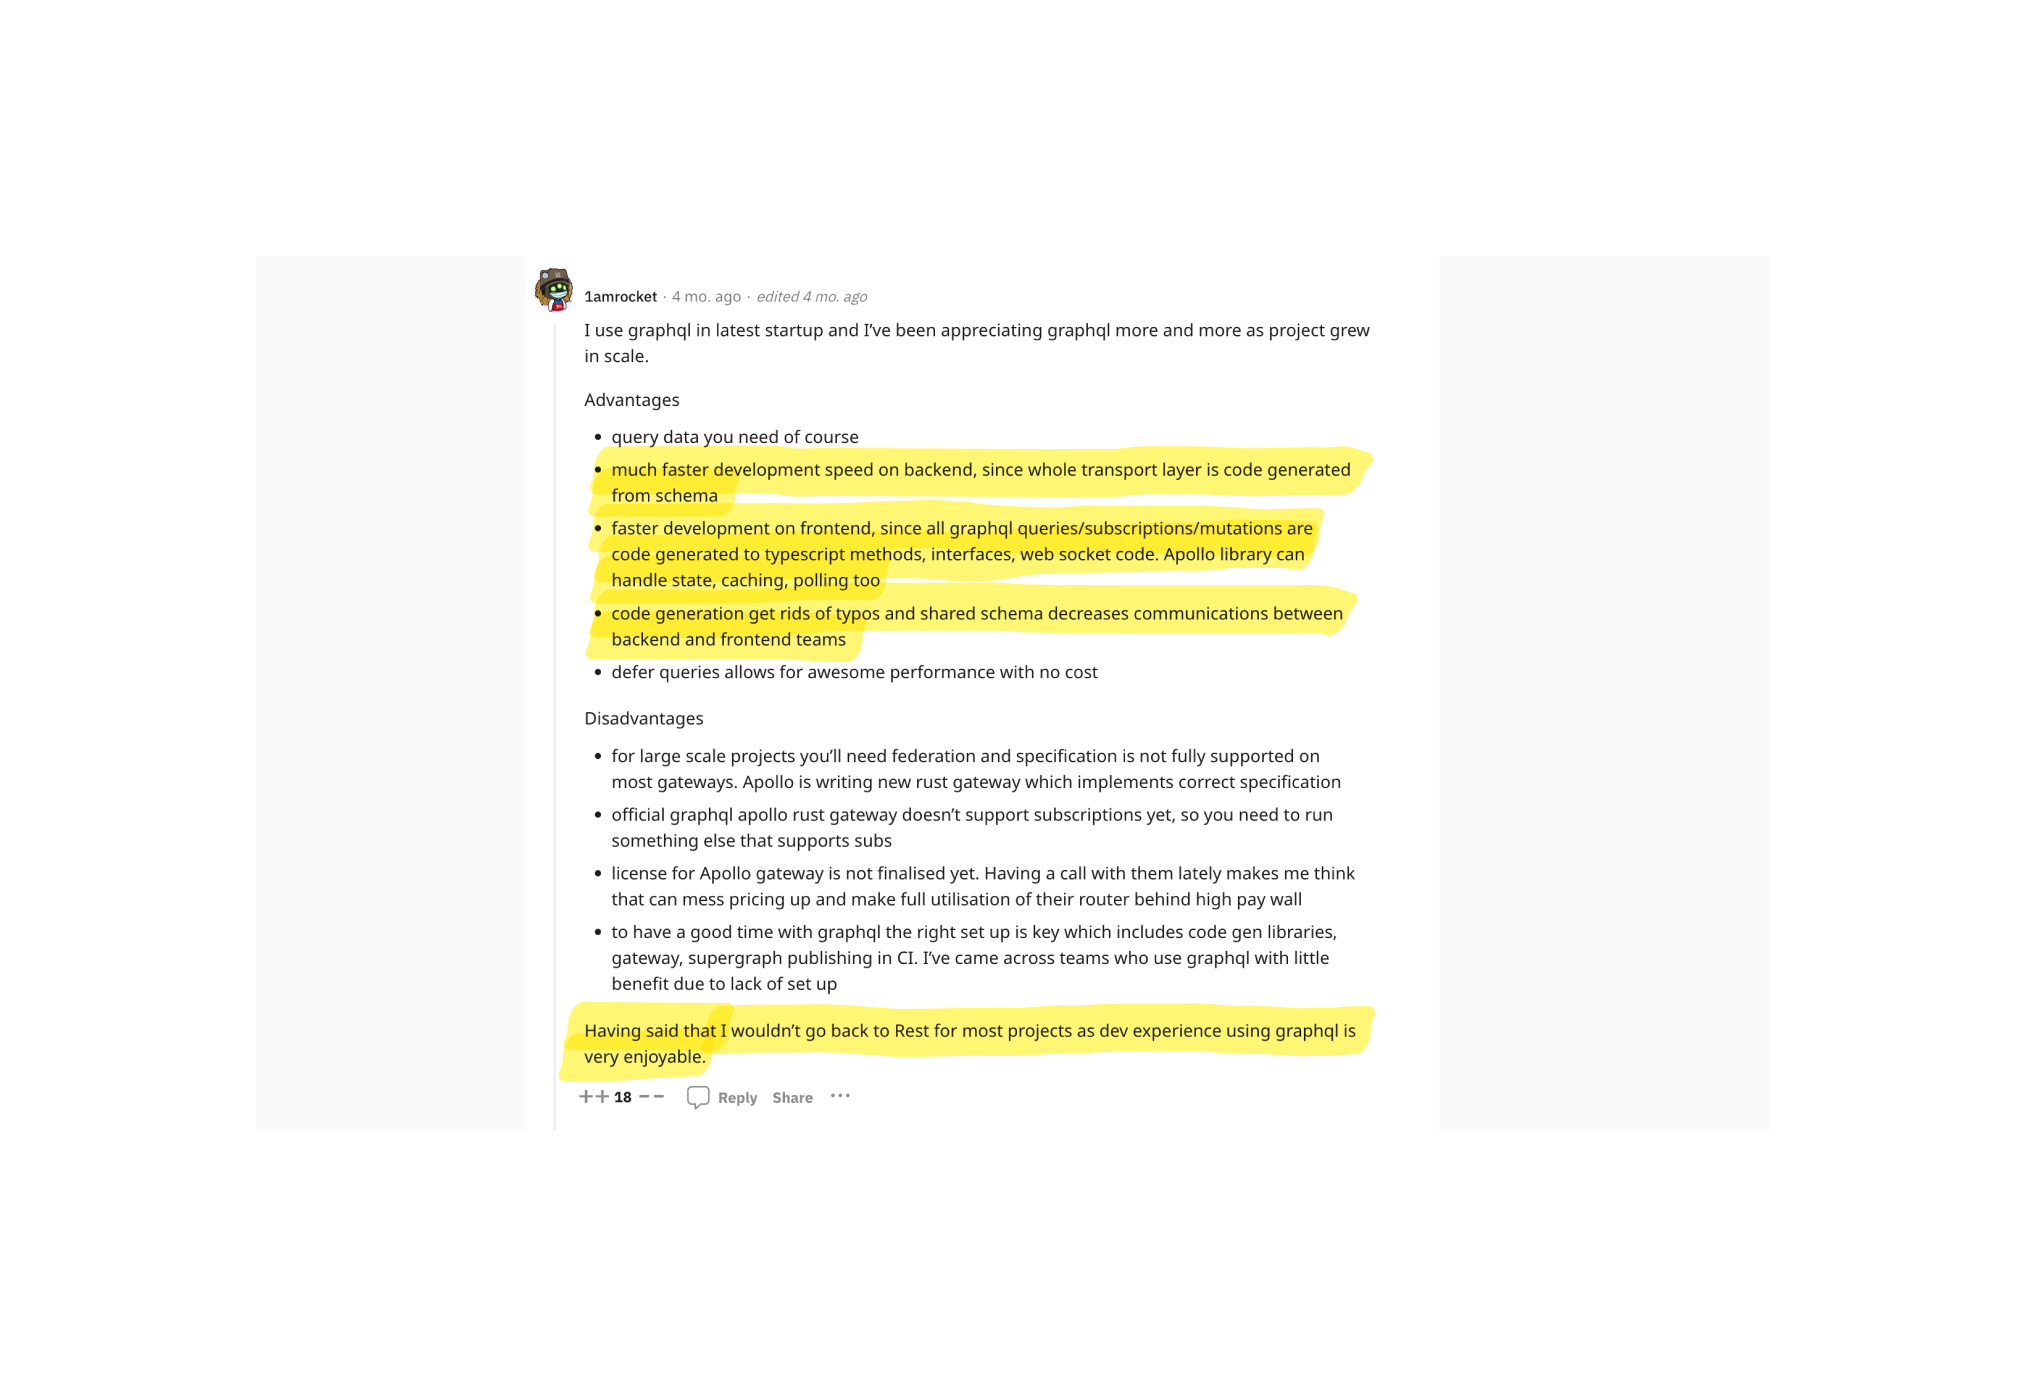 1amrocket · 4 mo. ago · edited 4 mo. ago
I use graphql in latest startup and I’ve been appreciating graphql more and more as project grew
in scale.
Advantages
• query data you need of course
• much faster development speed on backend, since whole transport layer is code generated
from schema
• faster development on frontend, since all graphql queries/subscriptions/mutations are
code generated to typescript methods, interfaces, web socket code. Apollo library can
handle state, caching, polling too
• code generation get rids of typos and shared schema decreases communications between
backend and frontend teams
• defer queries allows for awesome performance with no cost
Disadvantages
• for large scale projects you’ll need federation and specification is not fully supported on
most gateways. Apollo is writing new rust gateway which implements correct specification
• official graphql apollo rust gateway doesn’t support subscriptions yet, so you need to run
something else that supports subs
• license for Apollo gateway is not finalised yet. Having a call with them lately makes me think
that can mess pricing up and make full utilisation of their router behind high pay wall
• to have a good time with graphql the right set up is key which includes code gen libraries,
gateway, supergraph publishing in CI. I’ve came across teams who use graphql with little
benefit due to lack of set up
Having said that I wouldn’t go back to Rest for most projects as dev experience using graphql is
very enjoyable.
++ 18 −− Reply Share ···